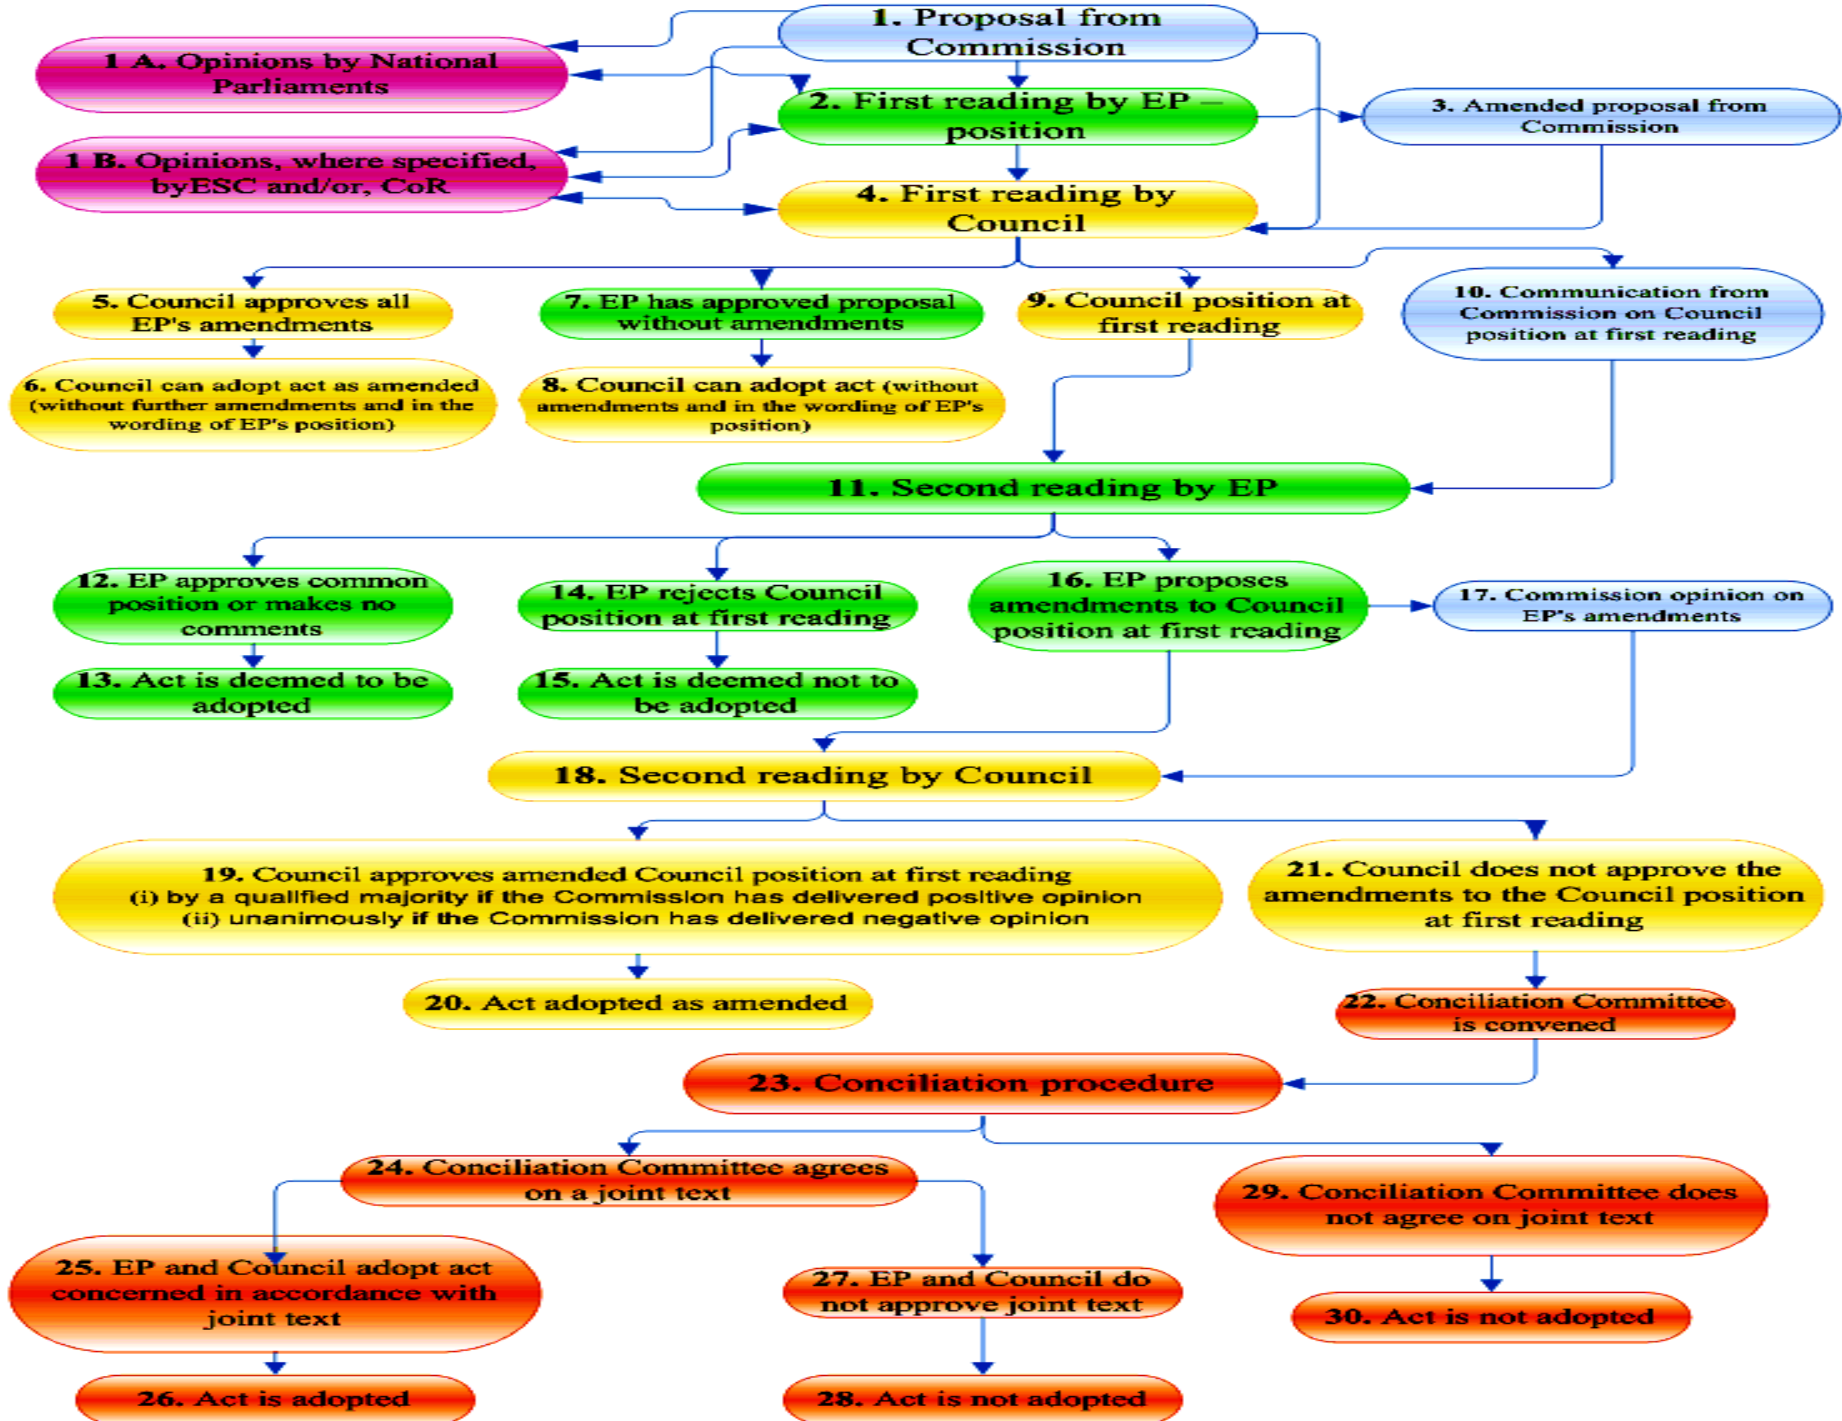 1. Proposal from
Commission
1 A. Opinions by National
Parliaments
2. First reading by EP –
position
3. Amended proposal from
Commission
1 B. Opinions, where specified,
byESC and/or, CoR
4. First reading by
Council
5. Council approves all
EP's amendments
7. EP has approved proposal
without amendments
9. Council position at
first reading
10. Communication from
Commission on Council
position at first reading
6. Council can adopt act as amended
(without further amendments and in the
wording of EP's position)
8. Council can adopt act (without
amendments and in the wording of EP's
position)
11. Second reading by EP
12. EP approves common
position or makes no
comments
14. EP rejects Council
position at first reading
16. EP proposes
amendments to Council
position at first reading
17. Commission opinion on
EP's amendments
13. Act is deemed to be
adopted
15. Act is deemed not to
be adopted
18. Second reading by Council
19. Council approves amended Council position at first reading
(i) by a qualified majority if the Commission has delivered positive opinion
(ii) unanimously if the Commission has delivered negative opinion
21. Council does not approve the
amendments to the Council position
at first reading
20. Act adopted as amended
22. Conciliation Committee
is convened
23. Conciliation procedure
24. Conciliation Committee agrees
on a joint text
29. Conciliation Committee does
not agree on joint text
25. EP and Council adopt act
concerned in accordance with
joint text
27. EP and Council do
not approve joint text
30. Act is not adopted
26. Act is adopted
28. Act is not adopted